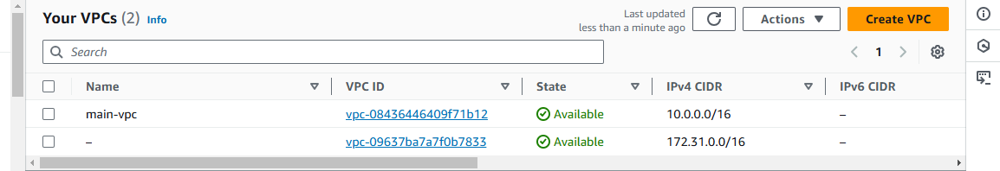 Your VPCs (2) Info
Last updated
less than a minute ago
Actions
Create VPC
Search
1
Name VPC ID State IPv4 CIDR IPv6 CIDR
main-vpc vpc-08436446409f71b12 Available 10.0.0.0/16 –
– vpc-09637ba7a7f0b7833 Available 172.31.0.0/16 –